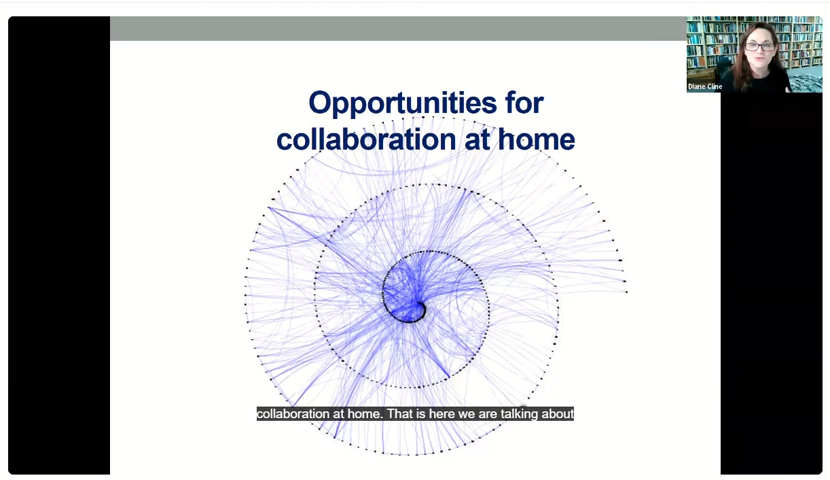 Opportunities for
collaboration at home
Diane Cline
collaboration at home. That is here we are talking about